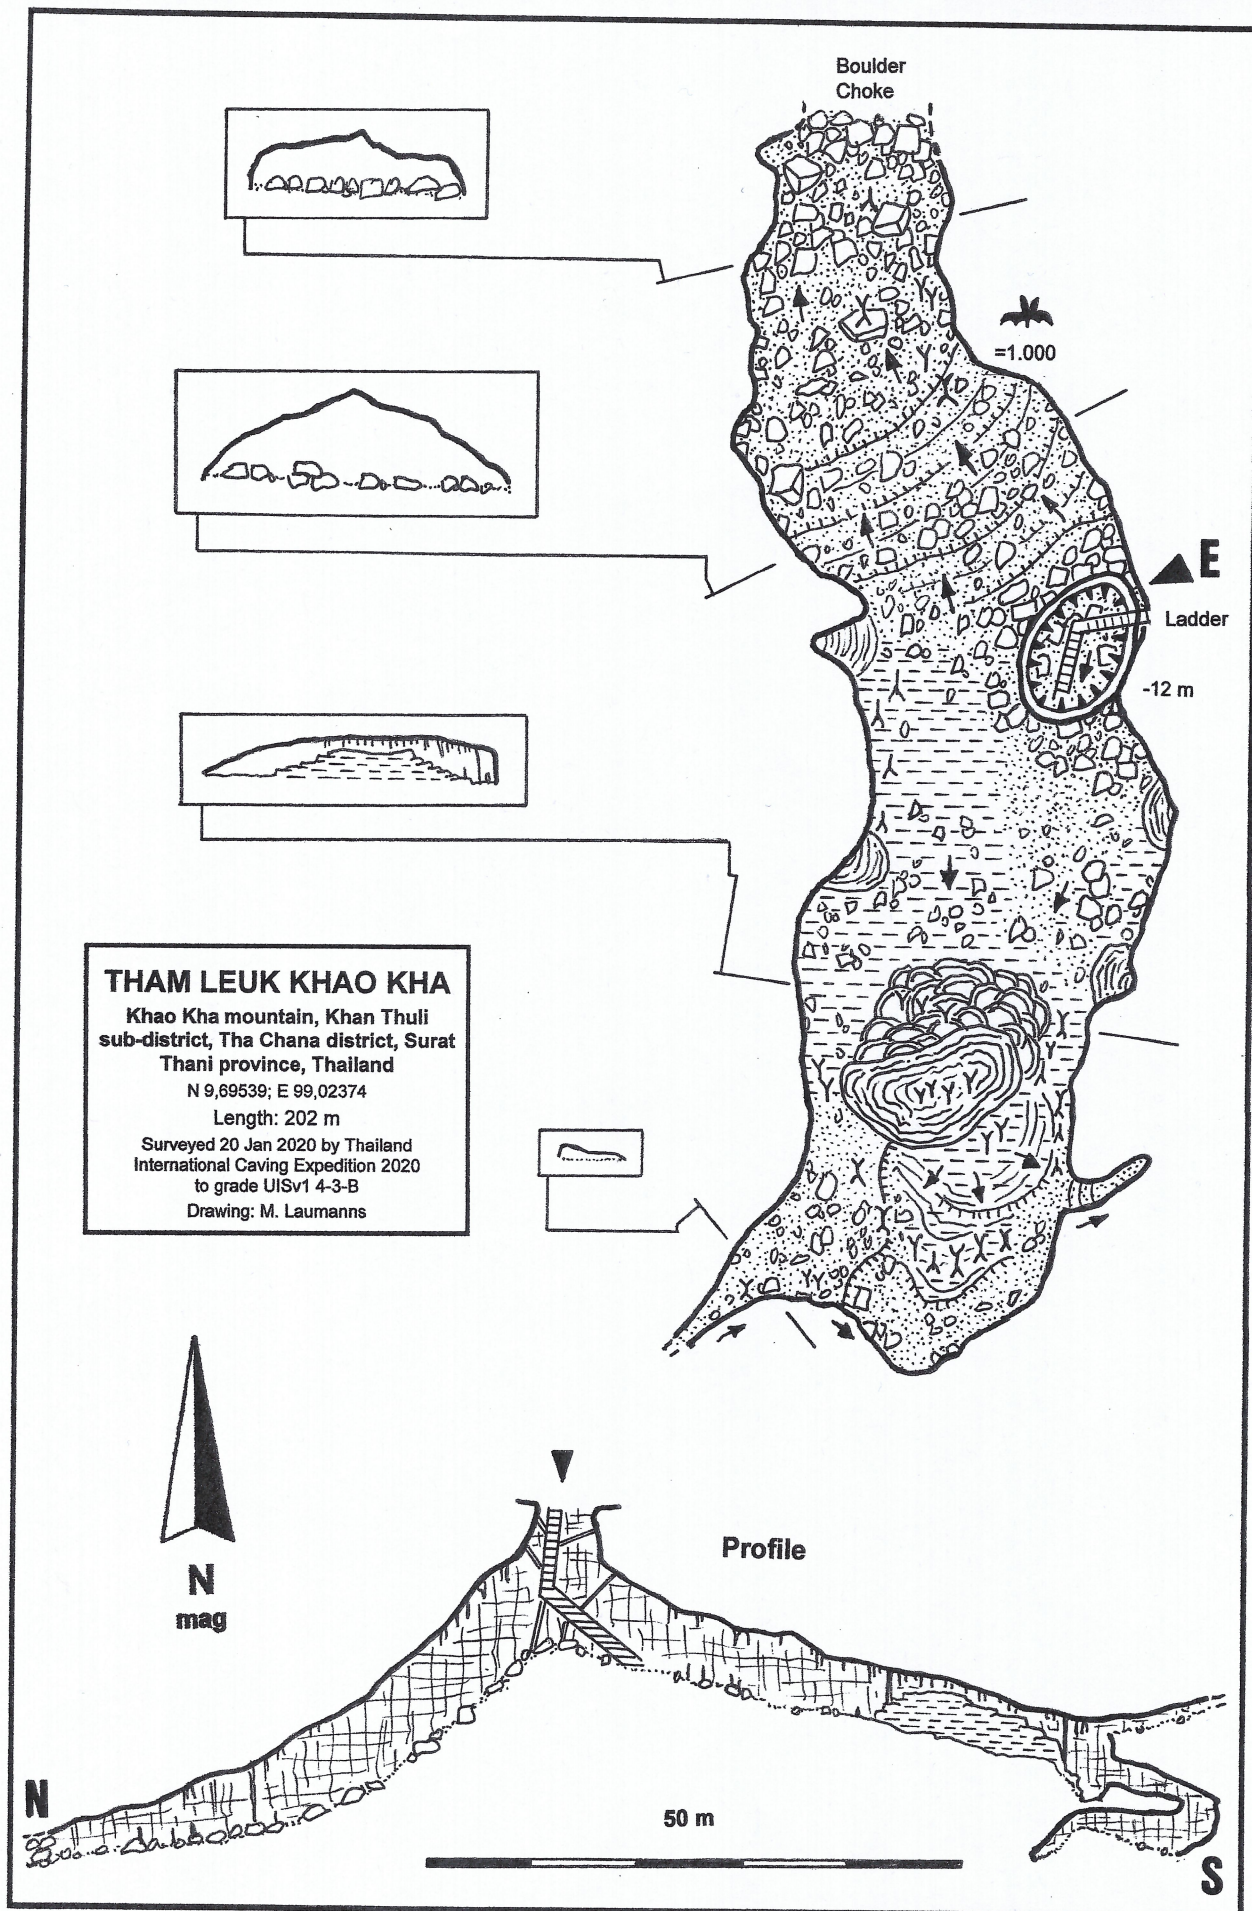 Boulder
Choke
=1.000
E
Ladder
-12 m
THAM LEUK KHAO KHA
Khao Kha mountain, Khan Thuli
sub-district, Tha Chana district, Surat
Thani province, Thailand
N 9,69539; E 99,02374
Length: 202 m
Surveyed 20 Jan 2020 by Thailand
International Caving Expedition 2020
to grade UISv1 4-3-B
Drawing: M. Laumanns
N
mag
Profile
N
50 m
S